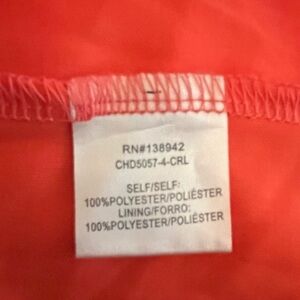 RN#138942
CHD5057-4-CRL
SELF/SELF:
100%POLYESTER/POLIÉSTER
LINING/FORRO:
100%POLYESTER/POLIÉSTER